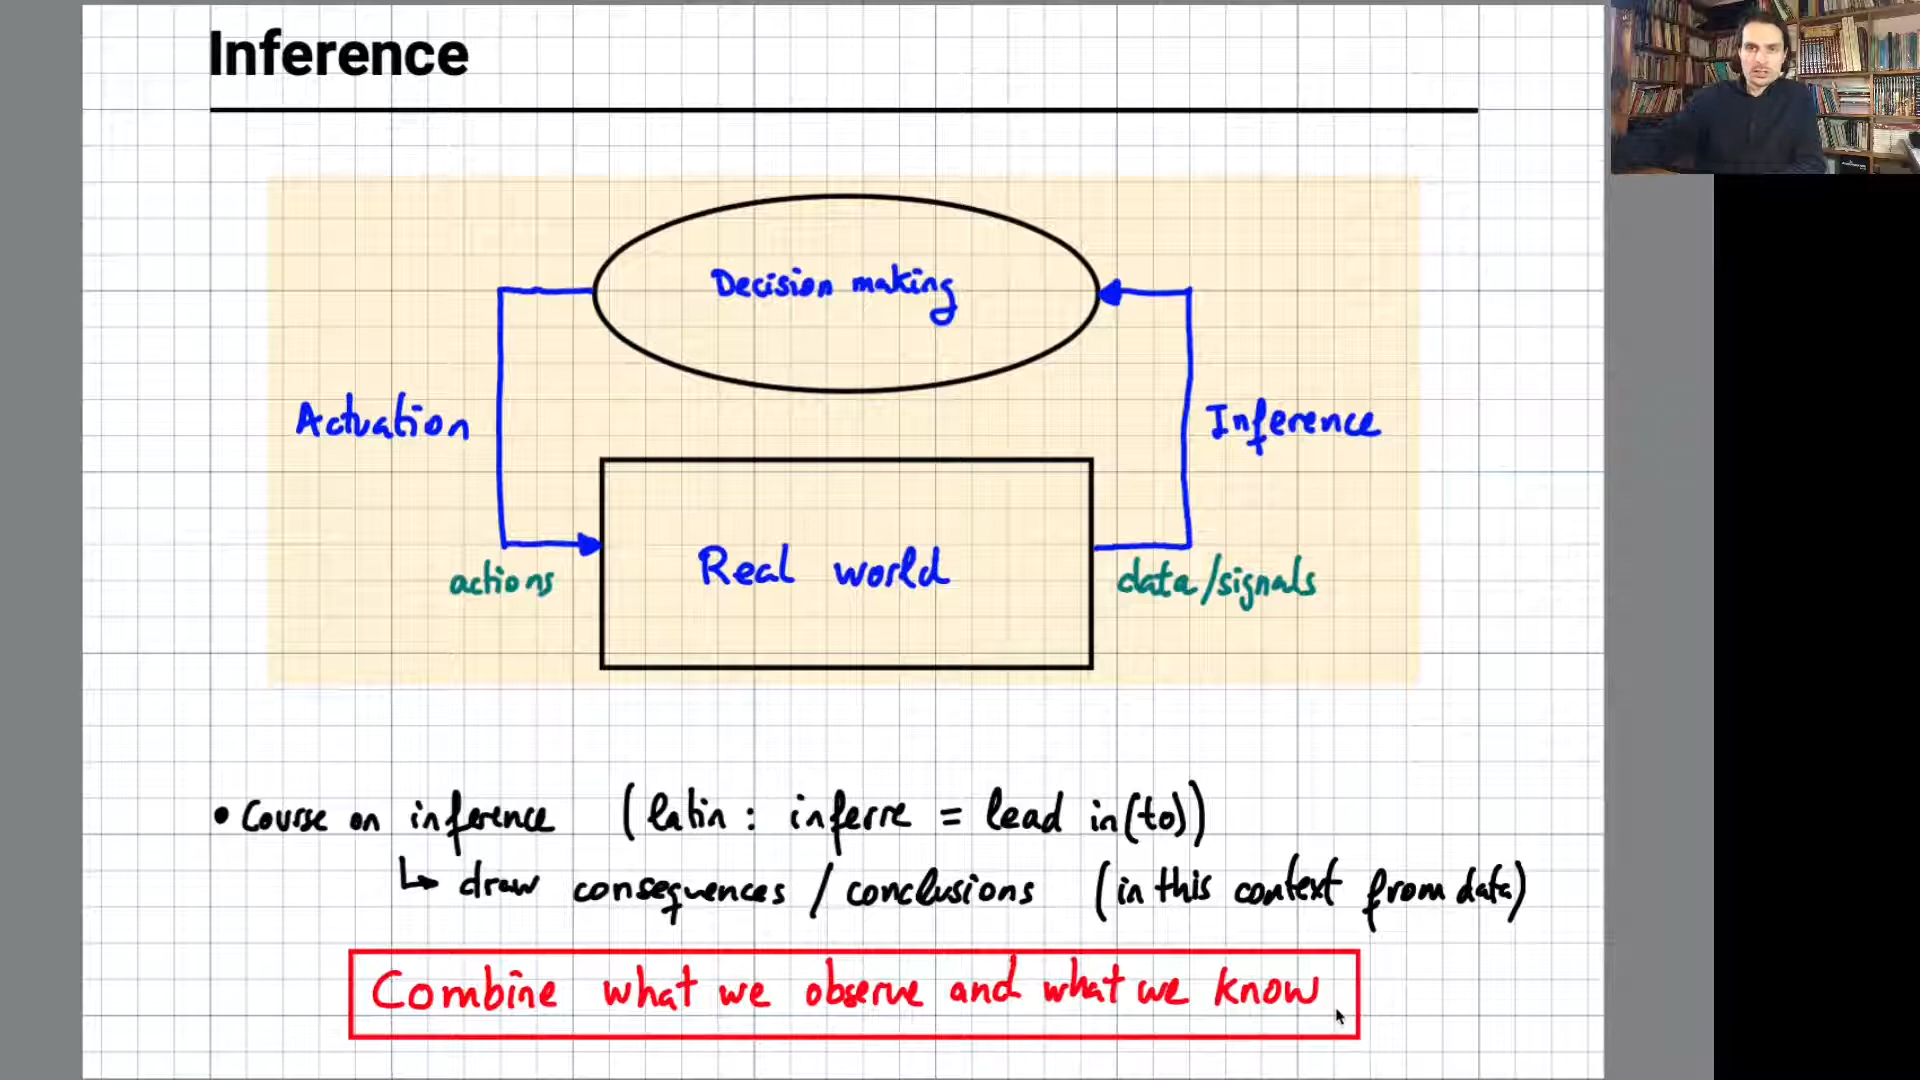 Inference
Decision making
Actuation
Inference
actions
Real world
data/signals
• Course on inference (latin: inferre = lead in(to))
↳ draw consequences / conclusions (in this context from data)
Combine what we observe and what we know